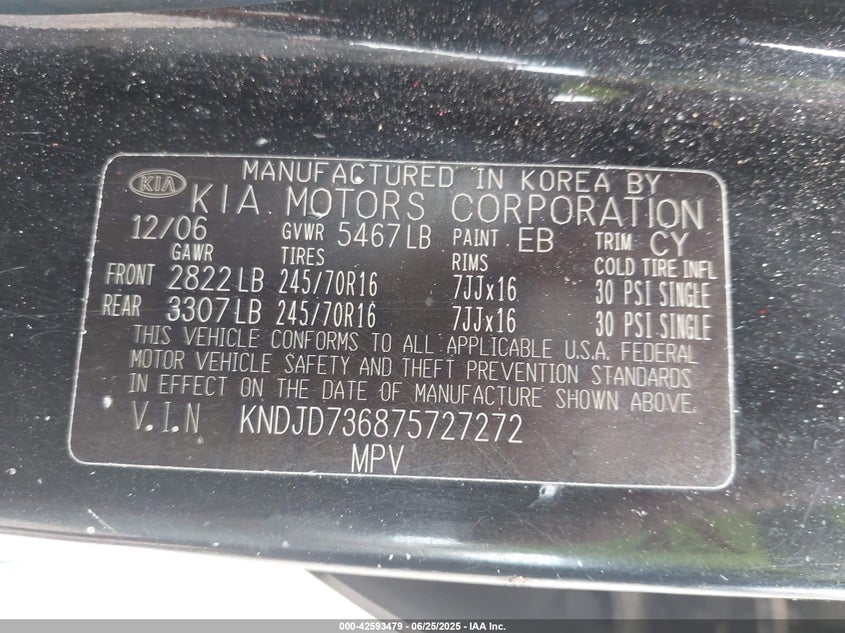 KIA
MANUFACTURED IN KOREA BY
KIA MOTORS CORPORATION
12/06 GVWR 5467LB PAINT EB TRIM CY
GAWR TIRES RIMS COLD TIRE INFL
FRONT 2822LB 245/70R16 7JJx16 30 PSI SINGLE
REAR 3307LB 245/70R16 7JJx16 30 PSI SINGLE
THIS VEHICLE CONFORMS TO ALL APPLICABLE U.S.A. FEDERAL
MOTOR VEHICLE SAFETY AND THEFT PREVENTION STANDARDS
IN EFFECT ON THE DATE OF MANUFACTURE SHOWN ABOVE.
V.I.N KNDJD736875727272
MPV
000-42593479 - 06/25/2025 - IAA Inc.